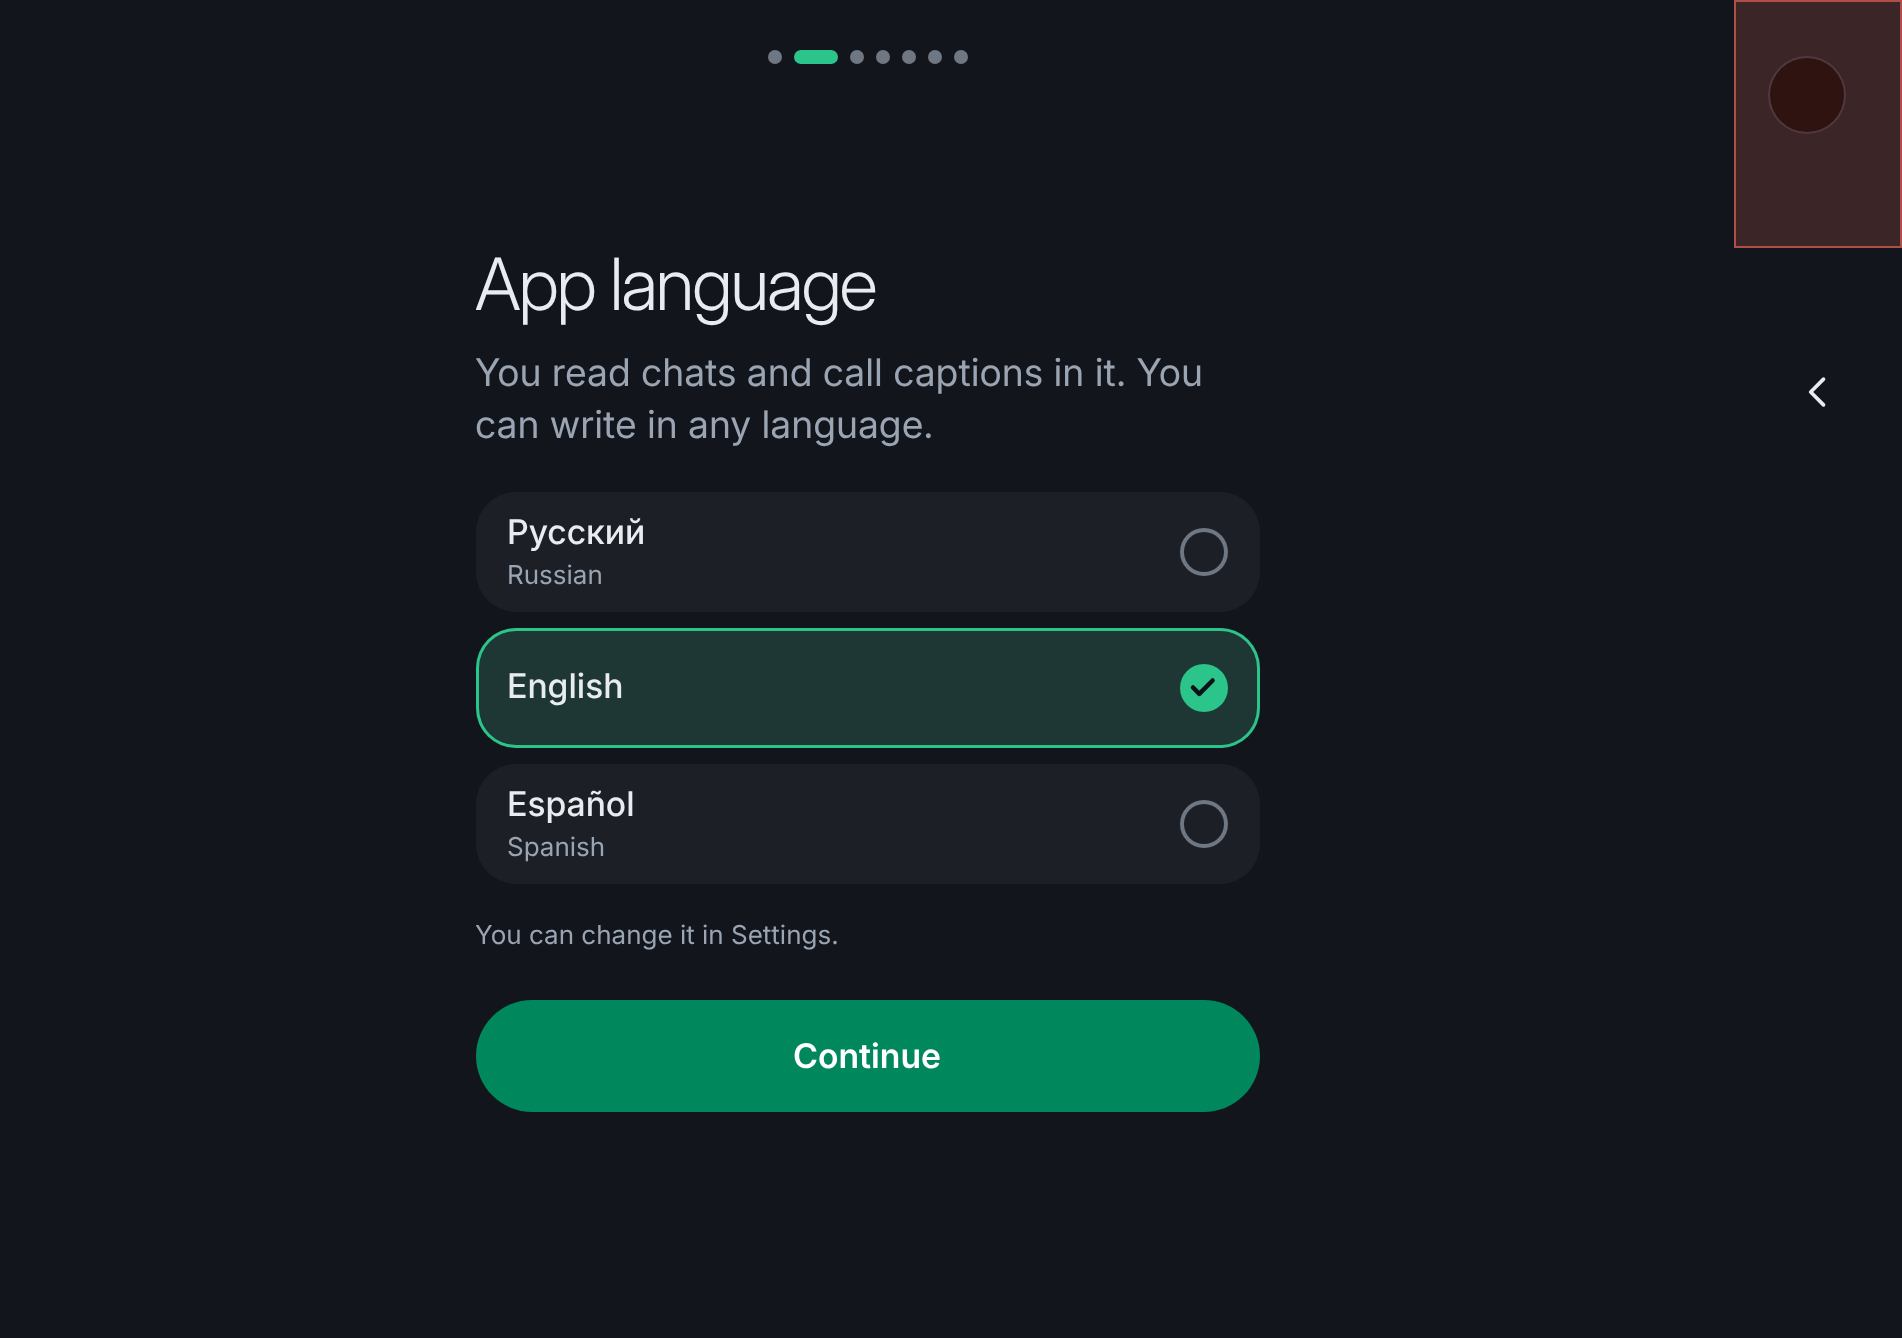 App language
You read chats and call captions in it. You
can write in any language.
Русский
Russian
English
Español
Spanish
You can change it in Settings.
Continue